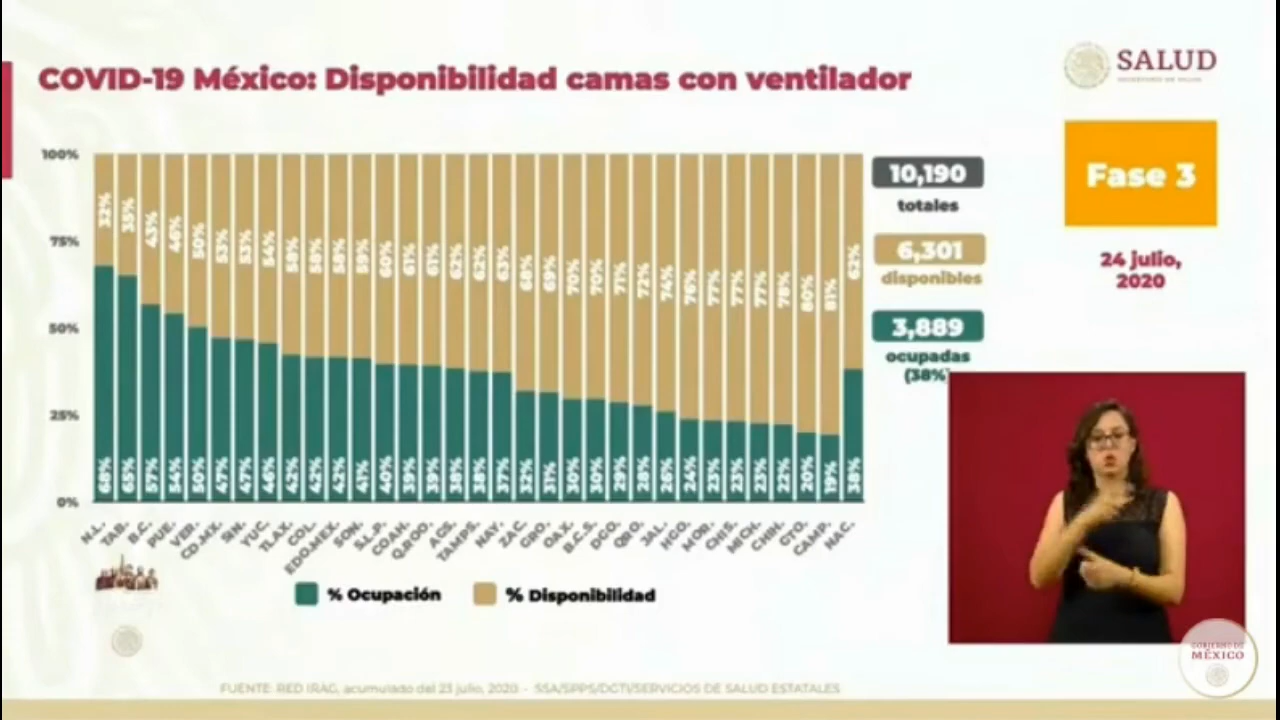 COVID-19 México: Disponibilidad camas con ventilador
SALUD
SECRETARÍA DE SALUD
Fase 3
24 julio,
2020
100%
75%
50%
25%
0%
32% 35% 43% 46% 50% 53% 53% 54% 58% 58% 58% 59% 60% 61% 61% 62% 62% 63% 68% 69% 70% 70% 71% 72% 74% 76% 77% 77% 77% 78% 80% 81% 62%
68% 65% 57% 54% 50% 47% 47% 46% 42% 42% 42% 41% 40% 39% 39% 38% 38% 37% 32% 31% 30% 30% 29% 28% 26% 24% 23% 23% 23% 22% 20% 19% 38%
N.L. TAB. B.C. PUE. VER. CD.MX. SIN. YUC. TLAX. COL. EDO.MEX. SON. S.L.P. COAH. Q.ROO. AGS. TAMPS. NAY. ZAC. GRO. OAX. B.C.S. DGO. QRO. JAL. HGO. MOR. CHIS. MICH. CHIH. GTO. CAMP. NAC.
10,190
totales
6,301
disponibles
3,889
ocupadas
(38%)
% Ocupación % Disponibilidad
GOBIERNO DE
MÉXICO
FUENTE: RED IRAG, acumulado del 23 julio, 2020 - SSA/SPPS/DGTI/SERVICIOS DE SALUD ESTATALES